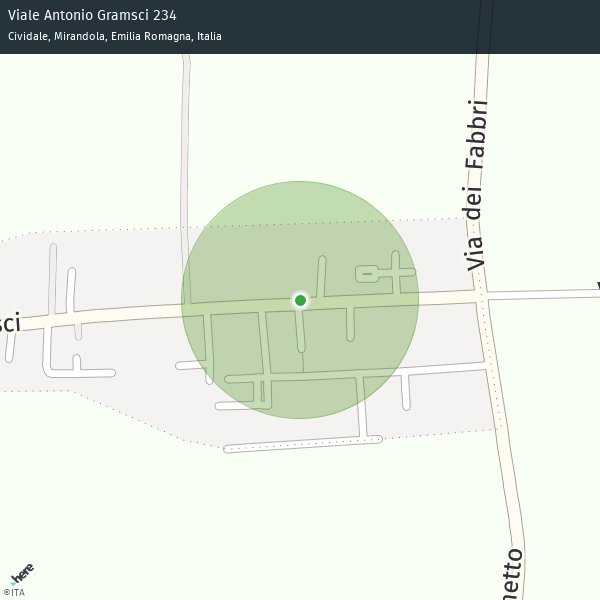 Viale Antonio Gramsci 234
Cividale, Mirandola, Emilia Romagna, Italia
Via dei Fabbri
sci
netto
here
©ITA